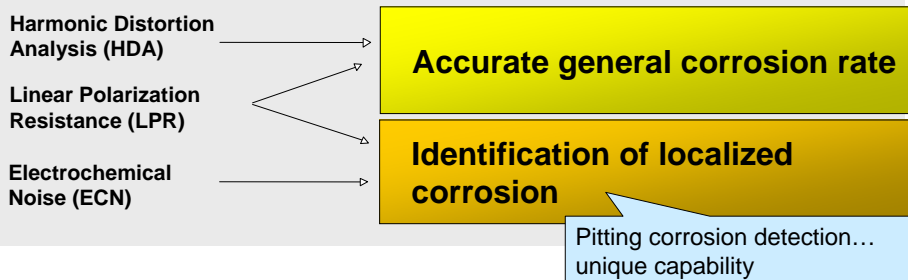 Harmonic Distortion
Analysis (HDA)
Linear Polarization
Resistance (LPR)
Electrochemical
Noise (ECN)
Accurate general corrosion rate
Identification of localized
corrosion
Pitting corrosion detection…
unique capability